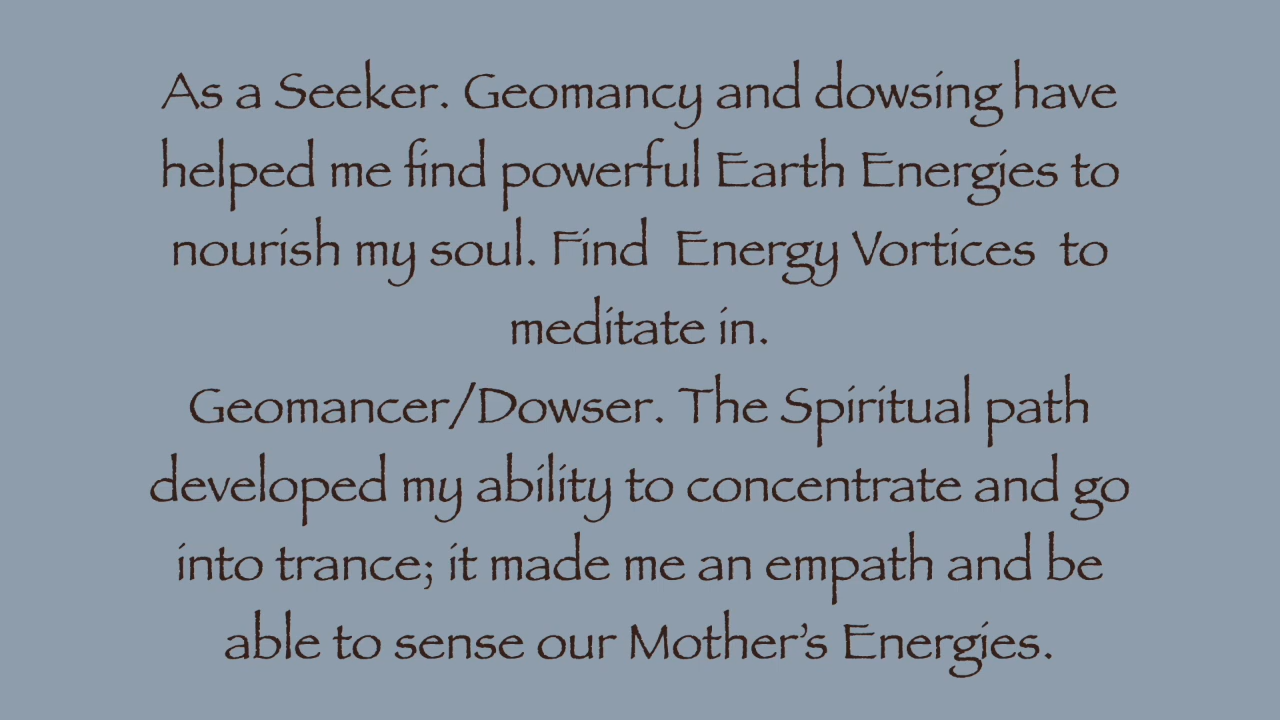 As a Seeker. Geomancy and dowsing have
helped me find powerful Earth Energies to
nourish my soul. Find  Energy Vortices  to
meditate in.
Geomancer/Dowser. The Spiritual path
developed my ability to concentrate and go
into trance; it made me an empath and be
able to sense our Mother’s Energies.